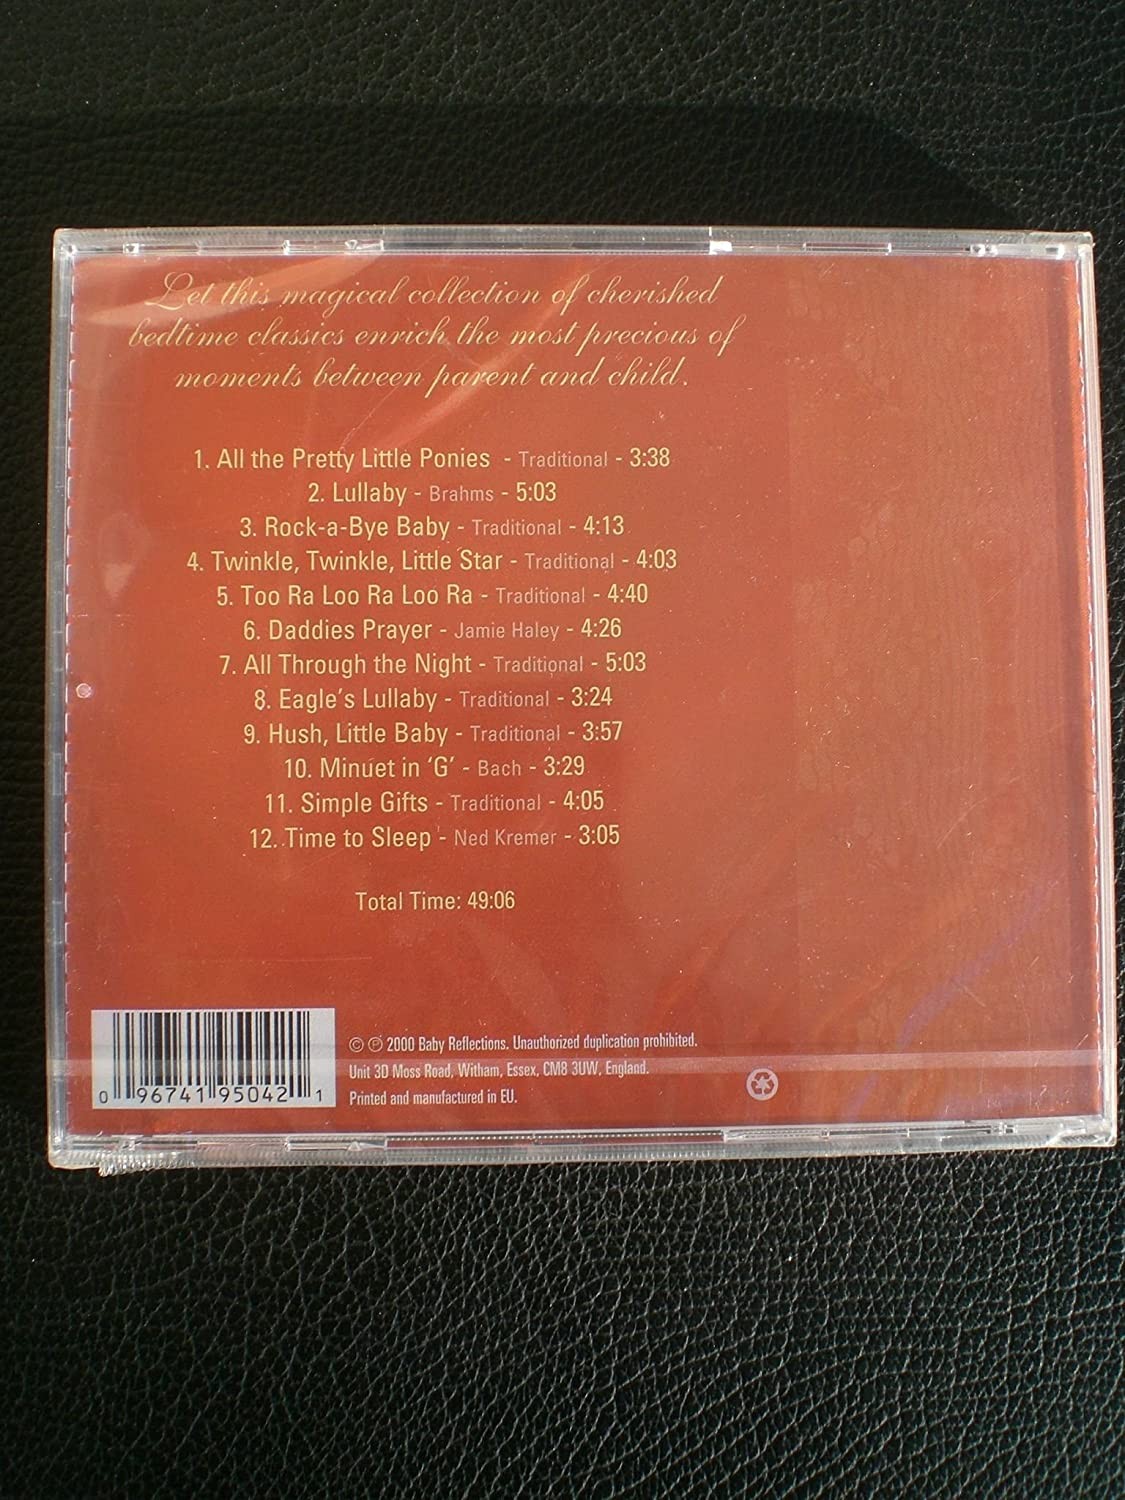 Let this magical collection of cherished
bedtime classics enrich the most precious of
moments between parent and child.
1. All the Pretty Little Ponies - Traditional - 3:38
2. Lullaby - Brahms - 5:03
3. Rock-a-Bye Baby - Traditional - 4:13
4. Twinkle, Twinkle, Little Star - Traditional - 4:03
5. Too Ra Loo Ra Loo Ra - Traditional - 4:40
6. Daddies Prayer - Jamie Haley - 4:26
7. All Through the Night - Traditional - 5:03
8. Eagle's Lullaby - Traditional - 3:24
9. Hush, Little Baby - Traditional - 3:57
10. Minuet in ‘G’ - Bach - 3:29
11. Simple Gifts - Traditional - 4:05
12. Time to Sleep - Ned Kremer - 3:05
Total Time: 49:06
© ℗ 2000 Baby Reflections. Unauthorized duplication prohibited.
Unit 3D Moss Road, Witham, Essex, CM8 3UW, England.
Printed and manufactured in EU.
0 96741 95042 1